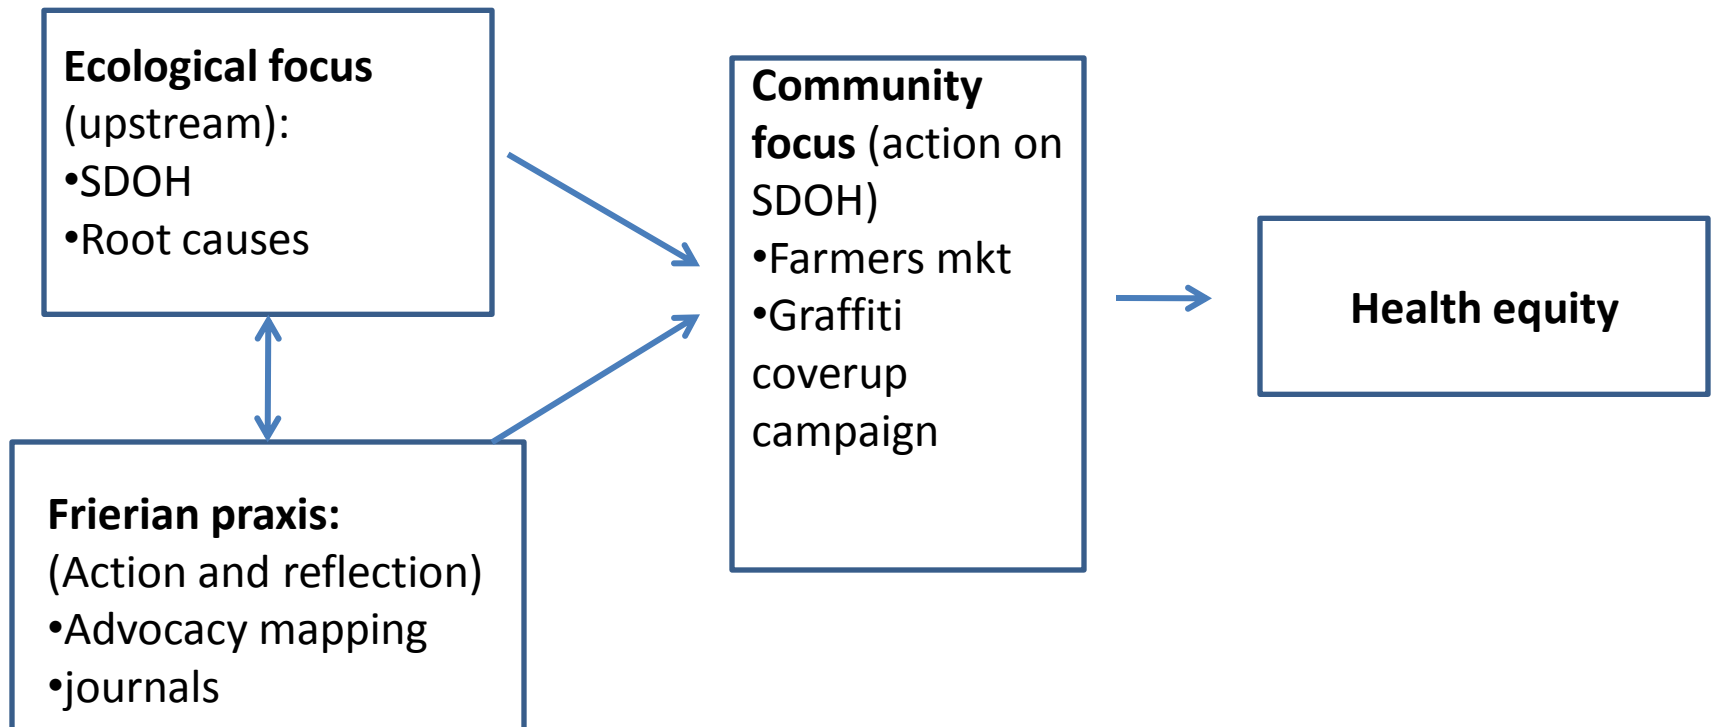 Ecological focus
(upstream):
•SDOH
•Root causes
Frierian praxis:
(Action and reflection)
•Advocacy mapping
•journals
Community
focus (action on
SDOH)
•Farmers mkt
•Graffiti
coverup
campaign
Health equity